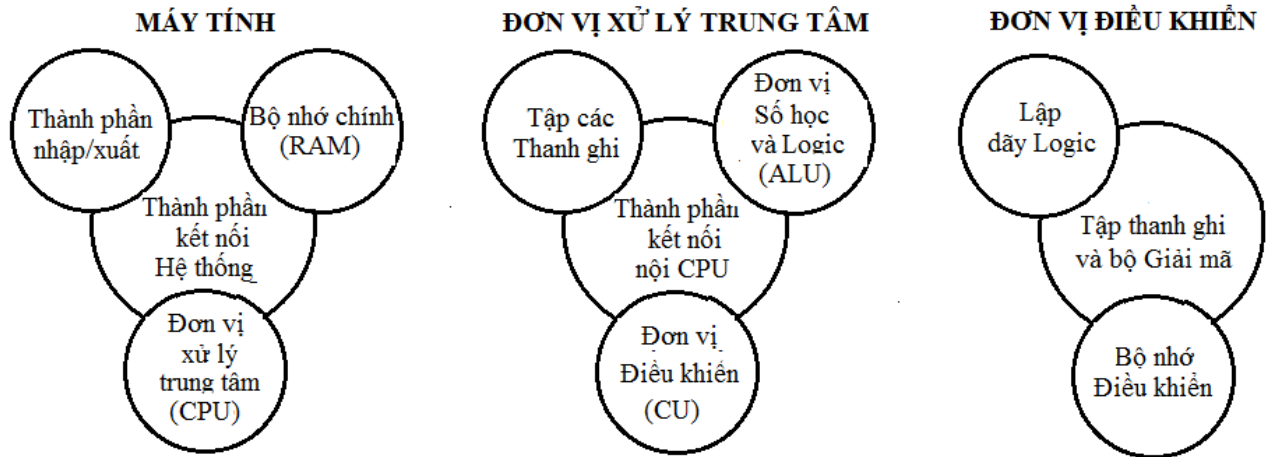 MÁY TÍNH
Thành phần
nhập/xuất
Bộ nhớ chính
(RAM)
Thành phần
kết nối
Hệ thống
Đơn vị
xử lý
trung tâm
(CPU)
ĐƠN VỊ XỬ LÝ TRUNG TÂM
Tập các
Thanh ghi
Đơn vị
Số học
và Logic
(ALU)
Thành phần
kết nối
nội CPU
Đơn vị
Điều khiển
(CU)
ĐƠN VỊ ĐIỀU KHIỂN
Lập
dãy Logic
Tập thanh ghi
và bộ Giải mã
Bộ nhớ
Điều khiển